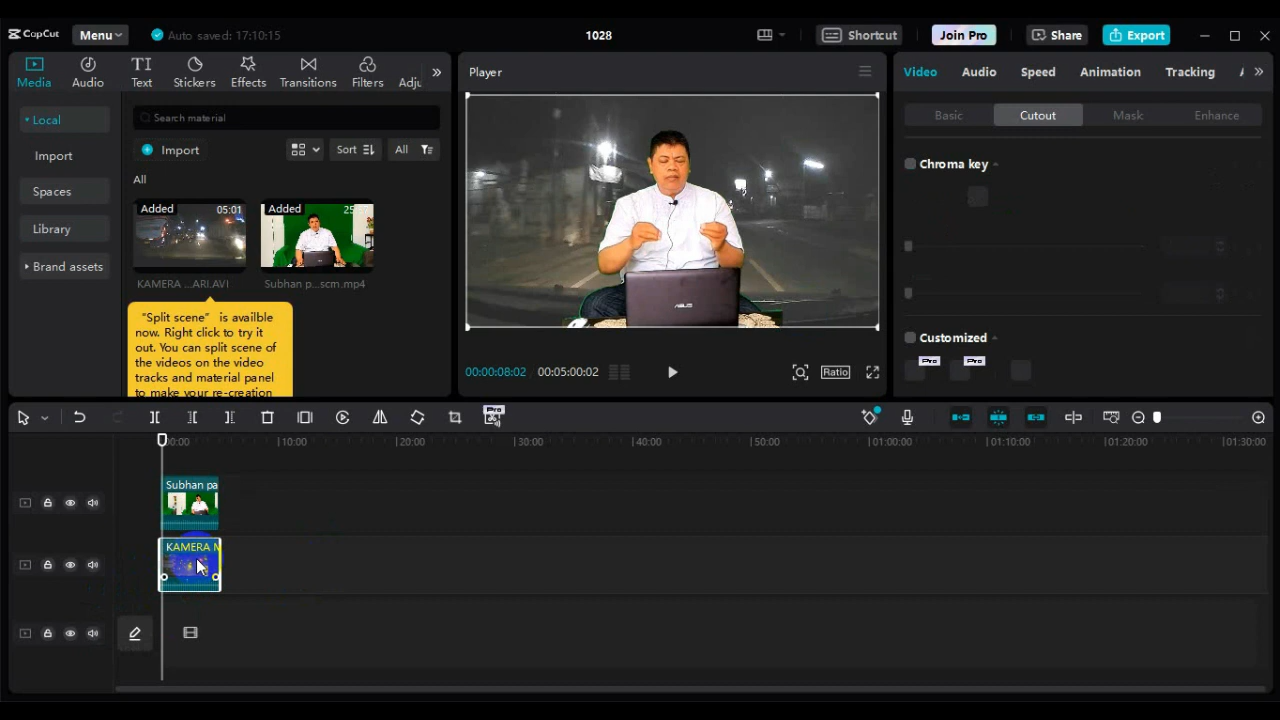 CapCut
Menu
Auto saved: 17:10:15
1028
Shortcut
Join Pro
Share
Export
Media
Audio
Text
Stickers
Effects
Transitions
Filters
Adju
Local
Import
Spaces
Library
Brand assets
Search material
Import
Sort
All
All
Added
05:01
KAMERA ...ARI.AVI
Added
25
Subhan p...scm.mp4
"Split scene" is availble
now. Right click to try it
out. You can split scene of
the videos on the video
tracks and material panel
to make your re-creation
Player
ASUS
00:00:08:02
00:05:00:02
Ratio
Video
Audio
Speed
Animation
Tracking
Basic
Cutout
Mask
Enhance
Chroma key
Customized
Pro
Pro
Pro
00:00
10:00
20:00
30:00
40:00
50:00
01:00:00
01:10:00
01:20:00
01:30:00
Subhan pa
KAMERA M